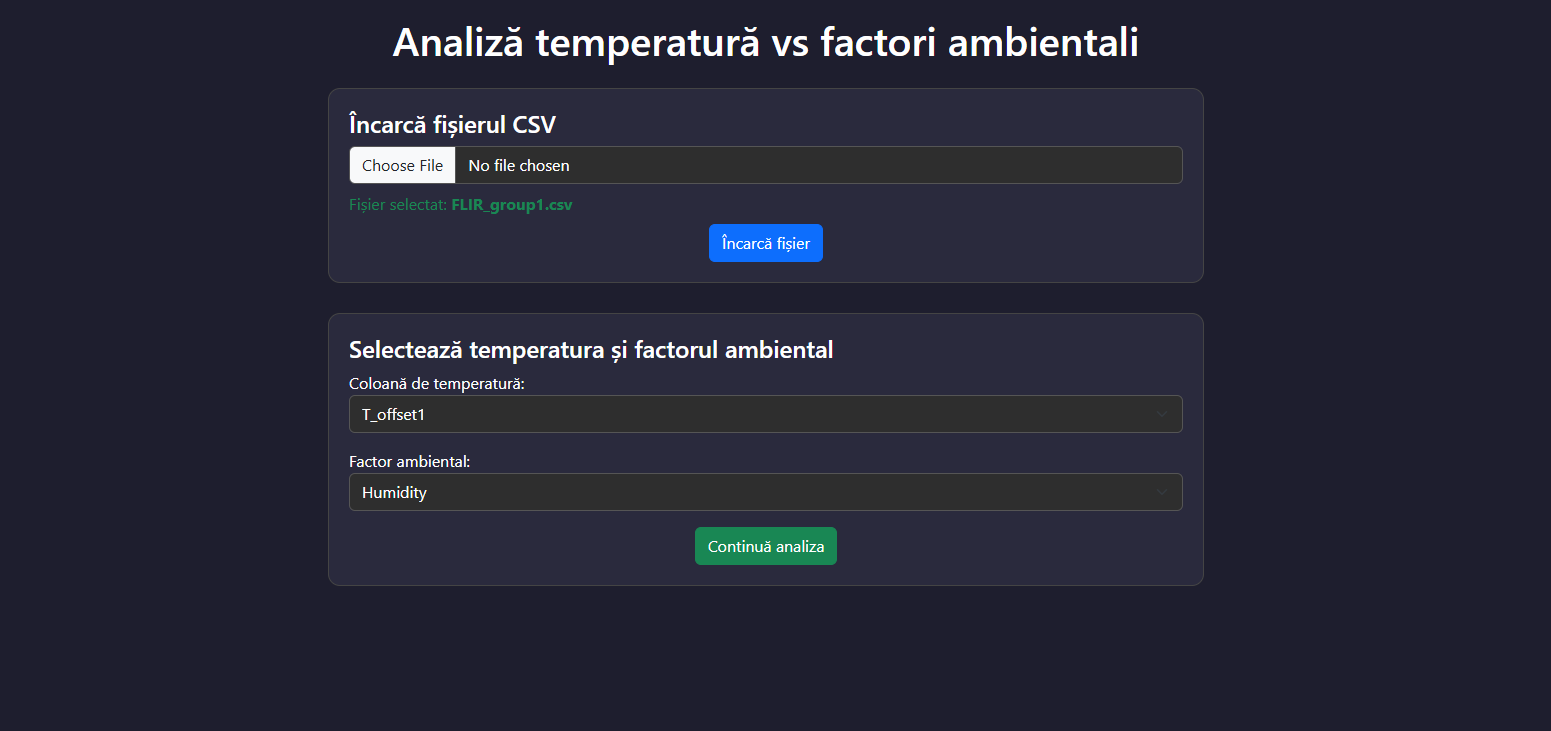 Analiză temperatură vs factori ambientali
Încarcă fișierul CSV
Choose File No file chosen
Fișier selectat: FLIR_group1.csv
Încarcă fișier
Selectează temperatura și factorul ambiental
Coloană de temperatură:
T_offset1
Factor ambiental:
Humidity
Continuă analiza